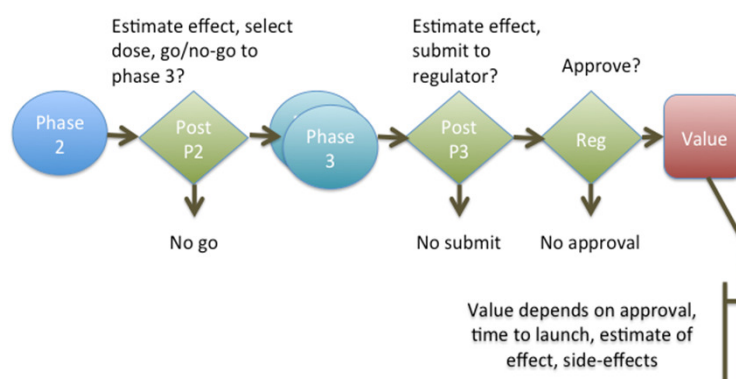 Estimate effect, select
dose, go/no-go to
phase 3?
Estimate effect,
submit to
regulator?
Approve?
Phase
2
Post
P2
Phase
3
Post
P3
Reg
Value
No go
No submit
No approval
Value depends on approval,
time to launch, estimate of
effect, side-effects